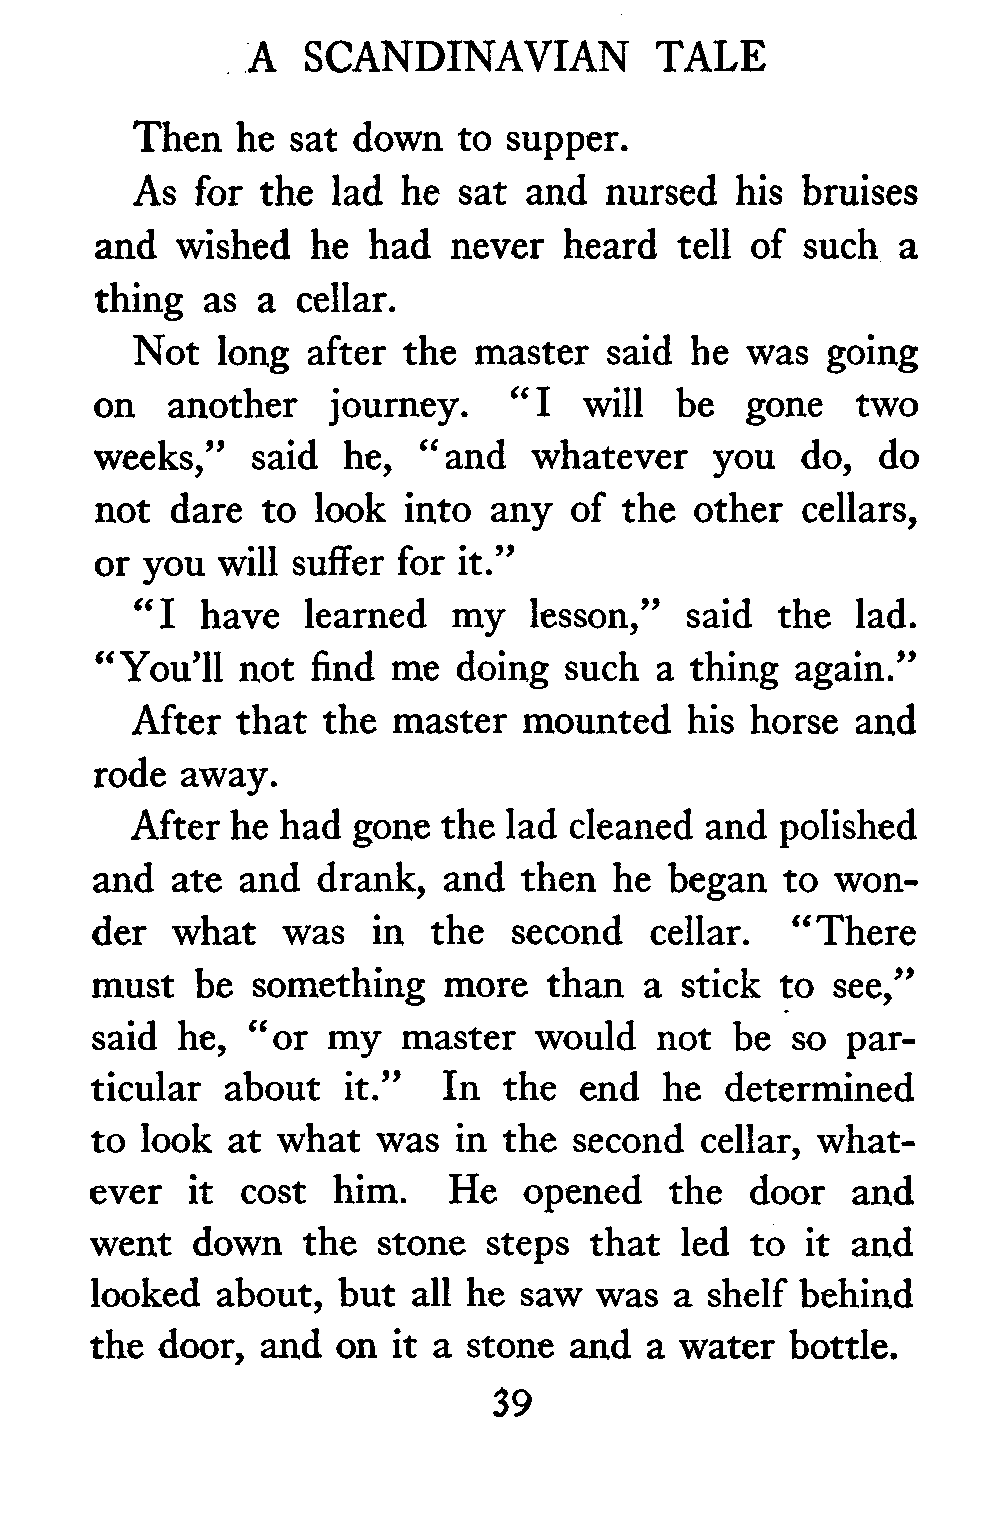 A SCANDINAVIAN TALE
Then he sat down to supper.
As for the lad he sat and nursed his bruises
and wished he had never heard tell of such a
thing as a cellar.
Not long after the master said he was going
on another journey. “I will be gone two
weeks,” said he, “and whatever you do, do
not dare to look into any of the other cellars,
or you will suffer for it.”
“I have learned my lesson,” said the lad.
“You’ll not find me doing such a thing again.”
After that the master mounted his horse and
rode away.
After he had gone the lad cleaned and polished
and ate and drank, and then he began to won-
der what was in the second cellar. “There
must be something more than a stick to see,”
said he, “or my master would not be so par-
ticular about it.” In the end he determined
to look at what was in the second cellar, what-
ever it cost him. He opened the door and
went down the stone steps that led to it and
looked about, but all he saw was a shelf behind
the door, and on it a stone and a water bottle.
39